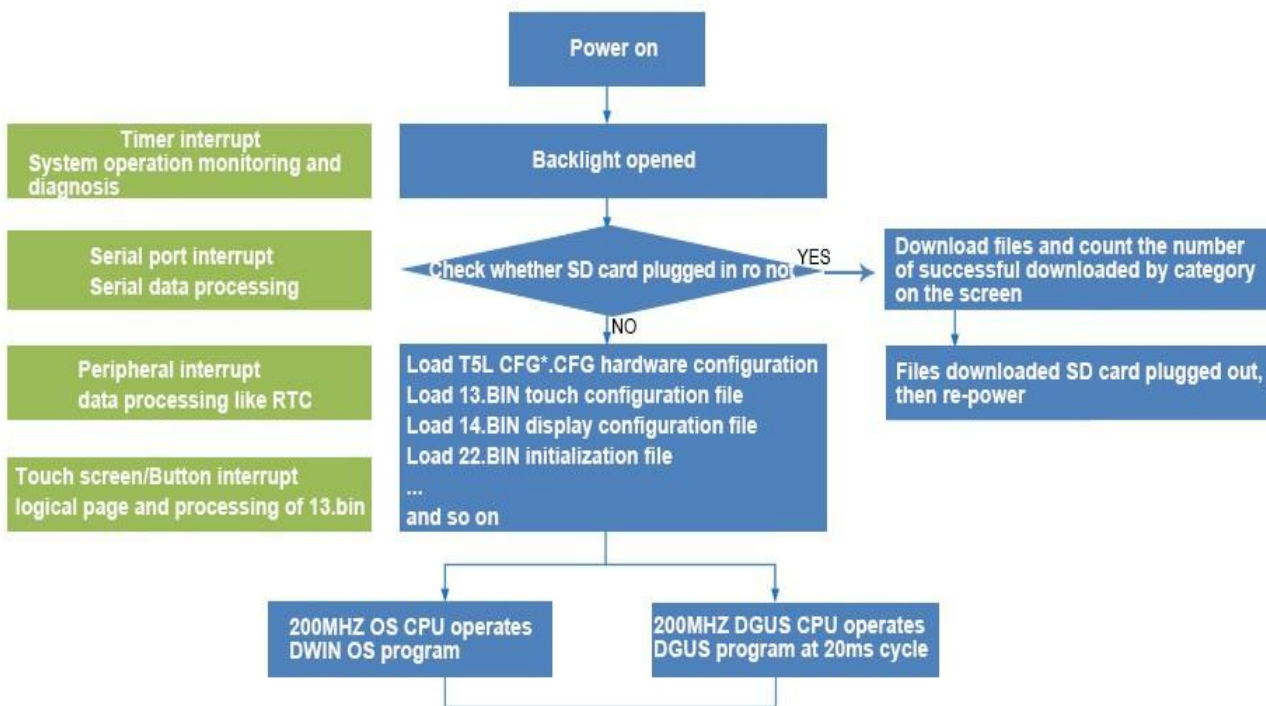 Power on
Timer interrupt
System operation monitoring and
diagnosis
Backlight opened
Serial port interrupt
Serial data processing
Check whether SD card plugged in ro not
YES
Download files and count the number
of successful downloaded by category
on the screen
NO
Peripheral interrupt
data processing like RTC
Load T5L CFG*.CFG hardware configuration
Load 13.BIN touch configuration file
Load 14.BIN display configuration file
Load 22.BIN initialization file
...
and so on
Files downloaded SD card plugged out,
then re-power
Touch screen/Button interrupt
logical page and processing of 13.bin
200MHZ OS CPU operates
DWIN OS program
200MHZ DGUS CPU operates
DGUS program at 20ms cycle